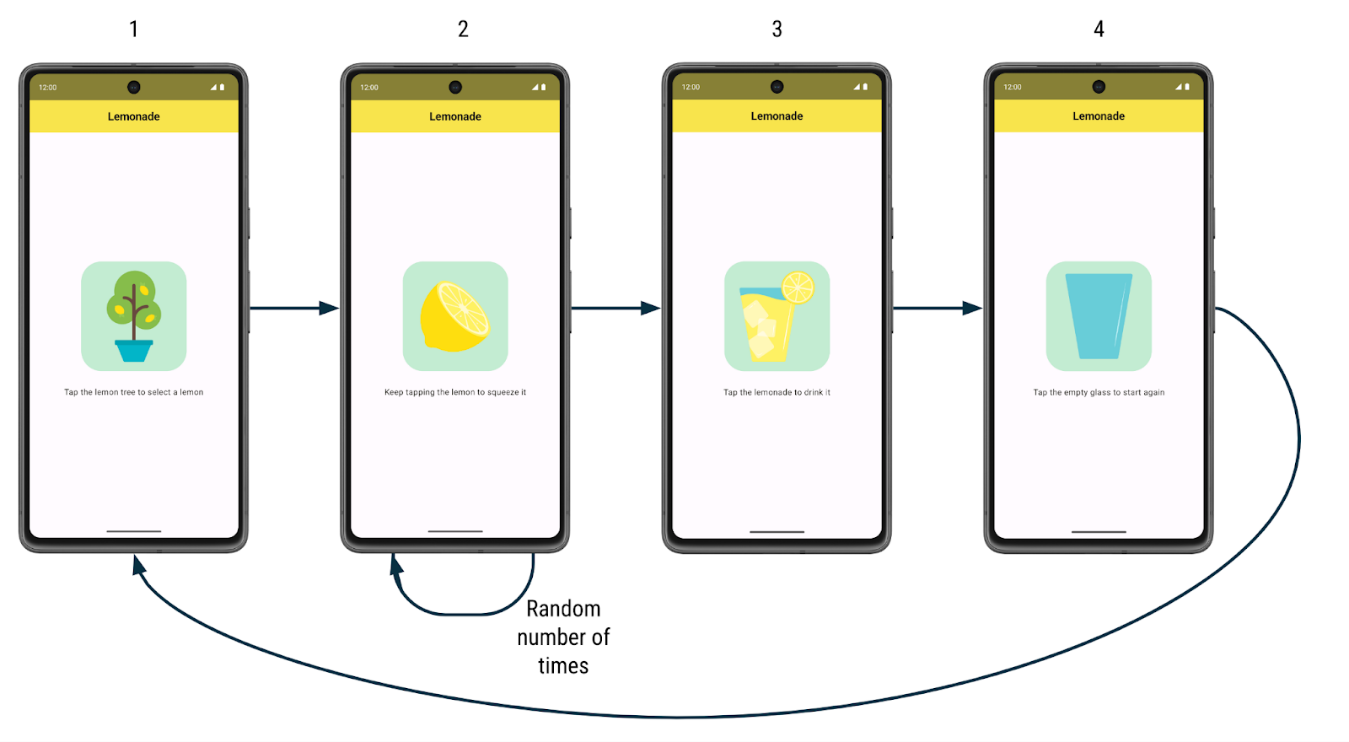 1
2
3
4
12:00
Lemonade
Tap the lemon tree to select a lemon
12:00
Lemonade
Keep tapping the lemon to squeeze it
12:00
Lemonade
Tap the lemonade to drink it
12:00
Lemonade
Tap the empty glass to start again
Random
number of
times